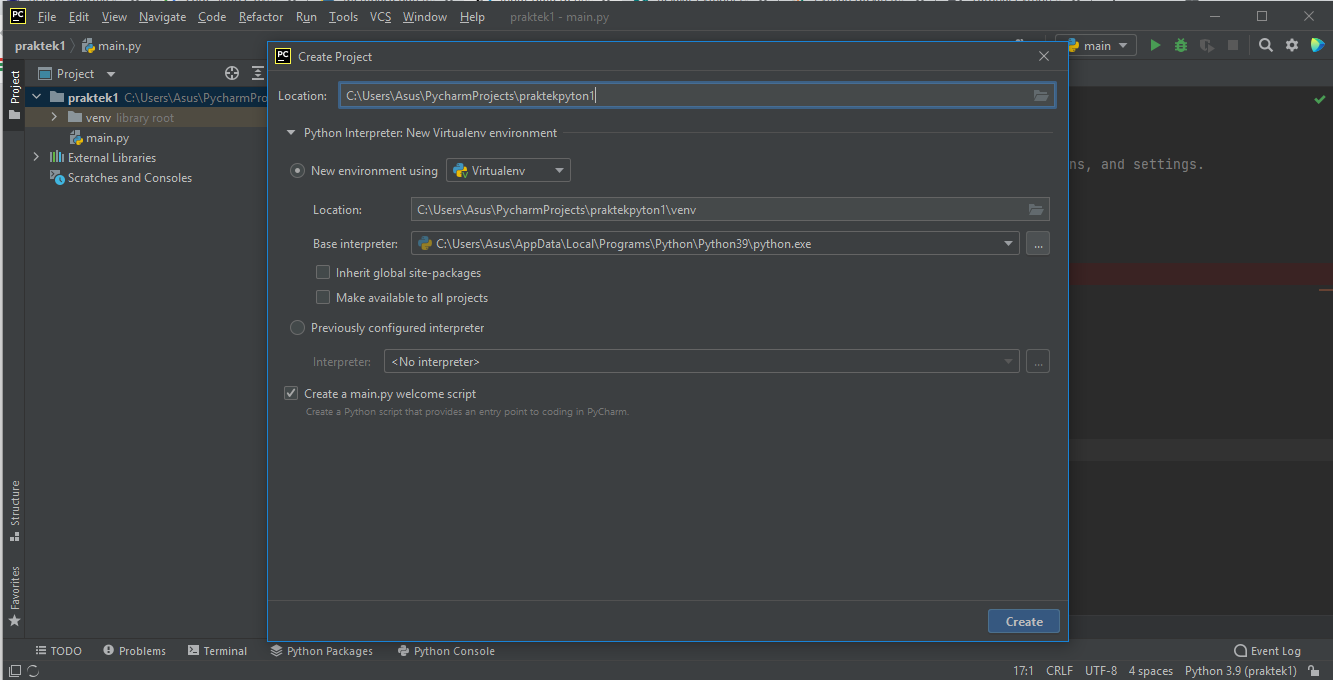 PC File Edit View Navigate Code Refactor Run Tools VCS Window Help praktek1 - main.py
praktek1 main.py
main
Project
Project
praktek1 C:\Users\Asus\PycharmPro
venv library root
main.py
External Libraries
Scratches and Consoles
Structure
Favorites
PC Create Project
Location: C:\Users\Asus\PycharmProjects\praktekpyton1
Python Interpreter: New Virtualenv environment
New environment using Virtualenv
Location: C:\Users\Asus\PycharmProjects\praktekpyton1\venv
Base interpreter: C:\Users\Asus\AppData\Local\Programs\Python\Python39\python.exe ...
Inherit global site-packages
Make available to all projects
Previously configured interpreter
Interpreter: <No interpreter> ...
Create a main.py welcome script
Create a Python script that provides an entry point to coding in PyCharm.
Create
ns, and settings.
TODO Problems Terminal Python Packages Python Console Event Log
17:1 CRLF UTF-8 4 spaces Python 3.9 (praktek1)